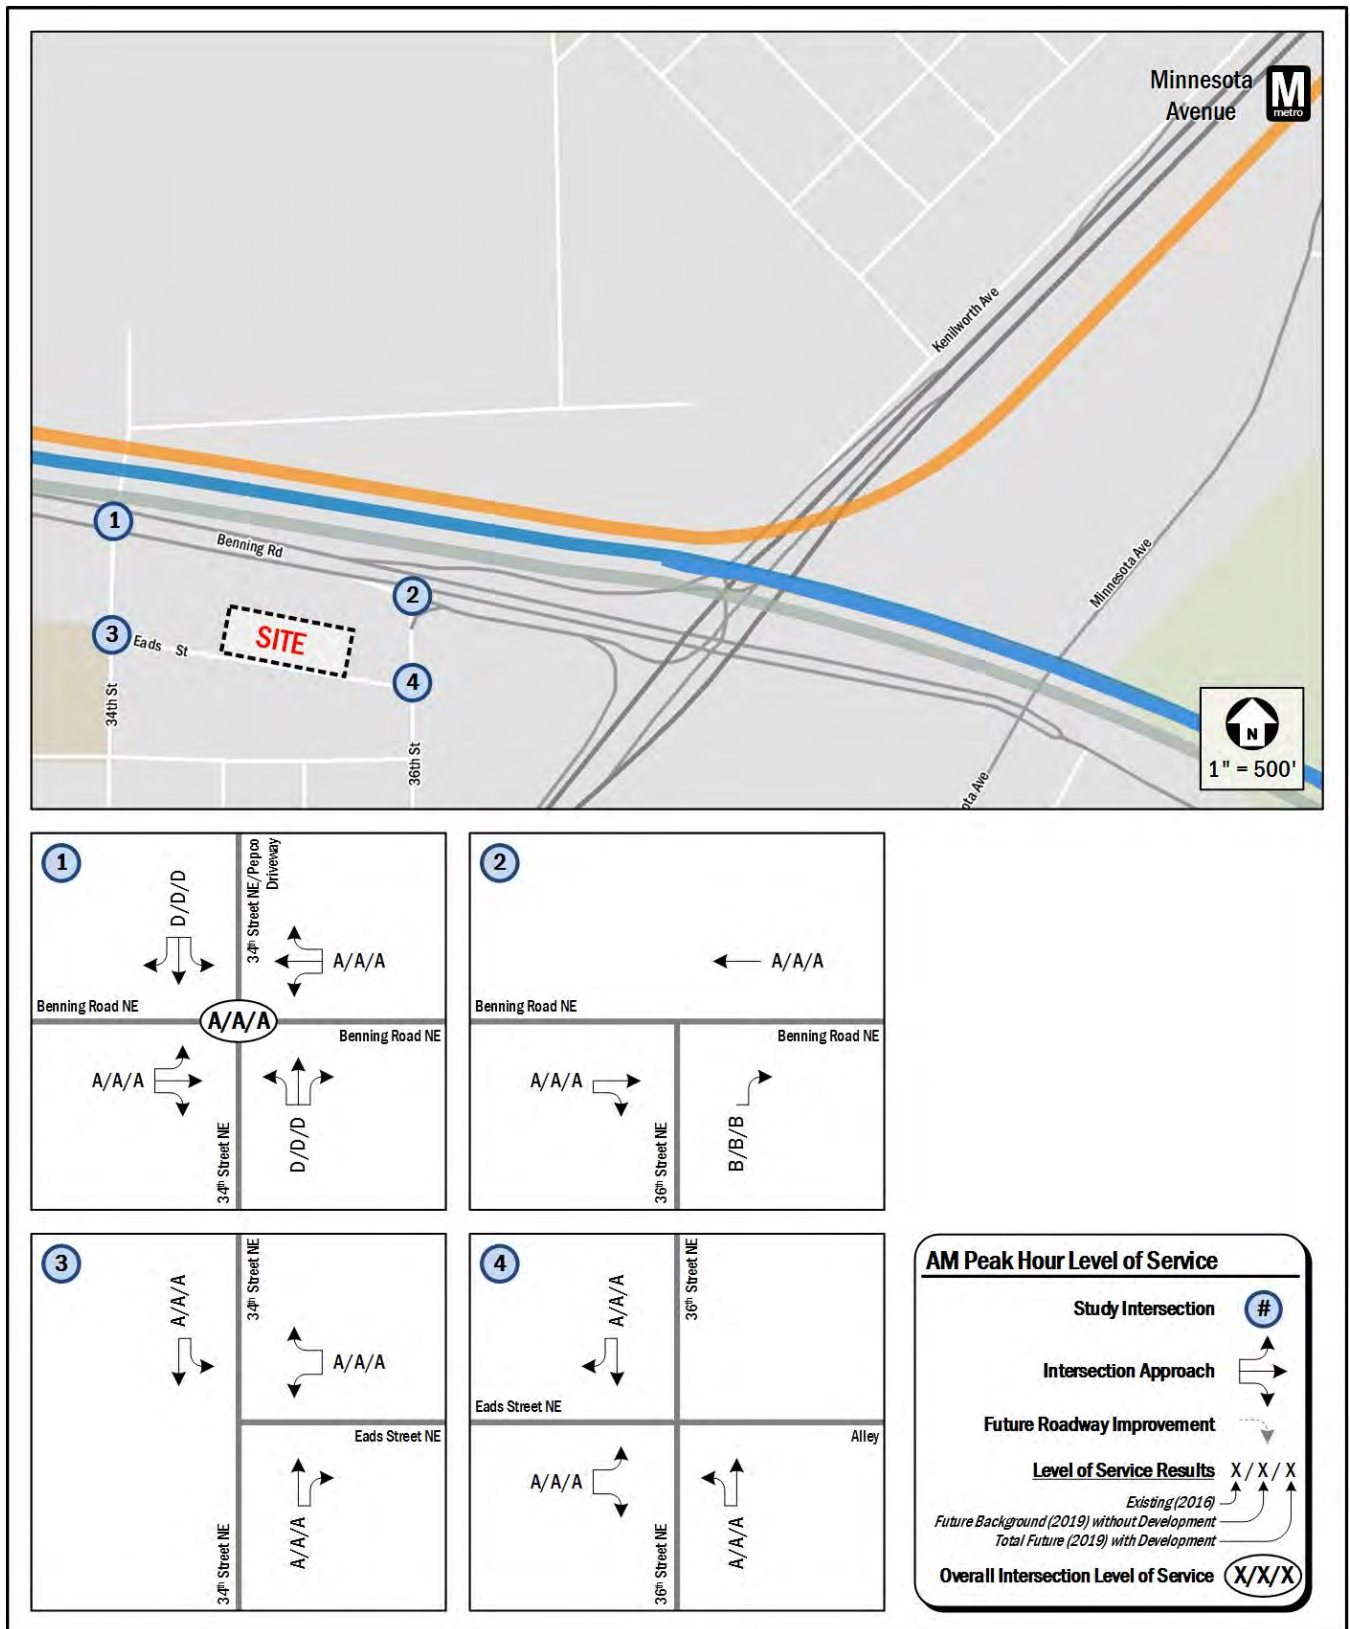 Minnesota
Avenue
M
metro
Kenilworth Ave
1
Benning Rd
2
Minnesota Ave
3
Eads St
SITE
4
34th St
36th St
ota Ave
N
1" = 500'
1
D/D/D
34th Street NE/Pepco
Driveway
A/A/A
Benning Road NE
A/A/A
Benning Road NE
A/A/A
34th Street NE
D/D/D
2
A/A/A
Benning Road NE
Benning Road NE
A/A/A
36th Street NE
B/B/B
3
A/A/A
34th Street NE
A/A/A
Eads Street NE
34th Street NE
A/A/A
4
A/A/A
36th Street NE
Eads Street NE
Alley
A/A/A
36th Street NE
A/A/A
AM Peak Hour Level of Service
Study Intersection #
Intersection Approach
Future Roadway Improvement
Level of Service Results X / X / X
Existing (2016)
Future Background (2019) without Development
Total Future (2019) with Development
Overall Intersection Level of Service X/X/X